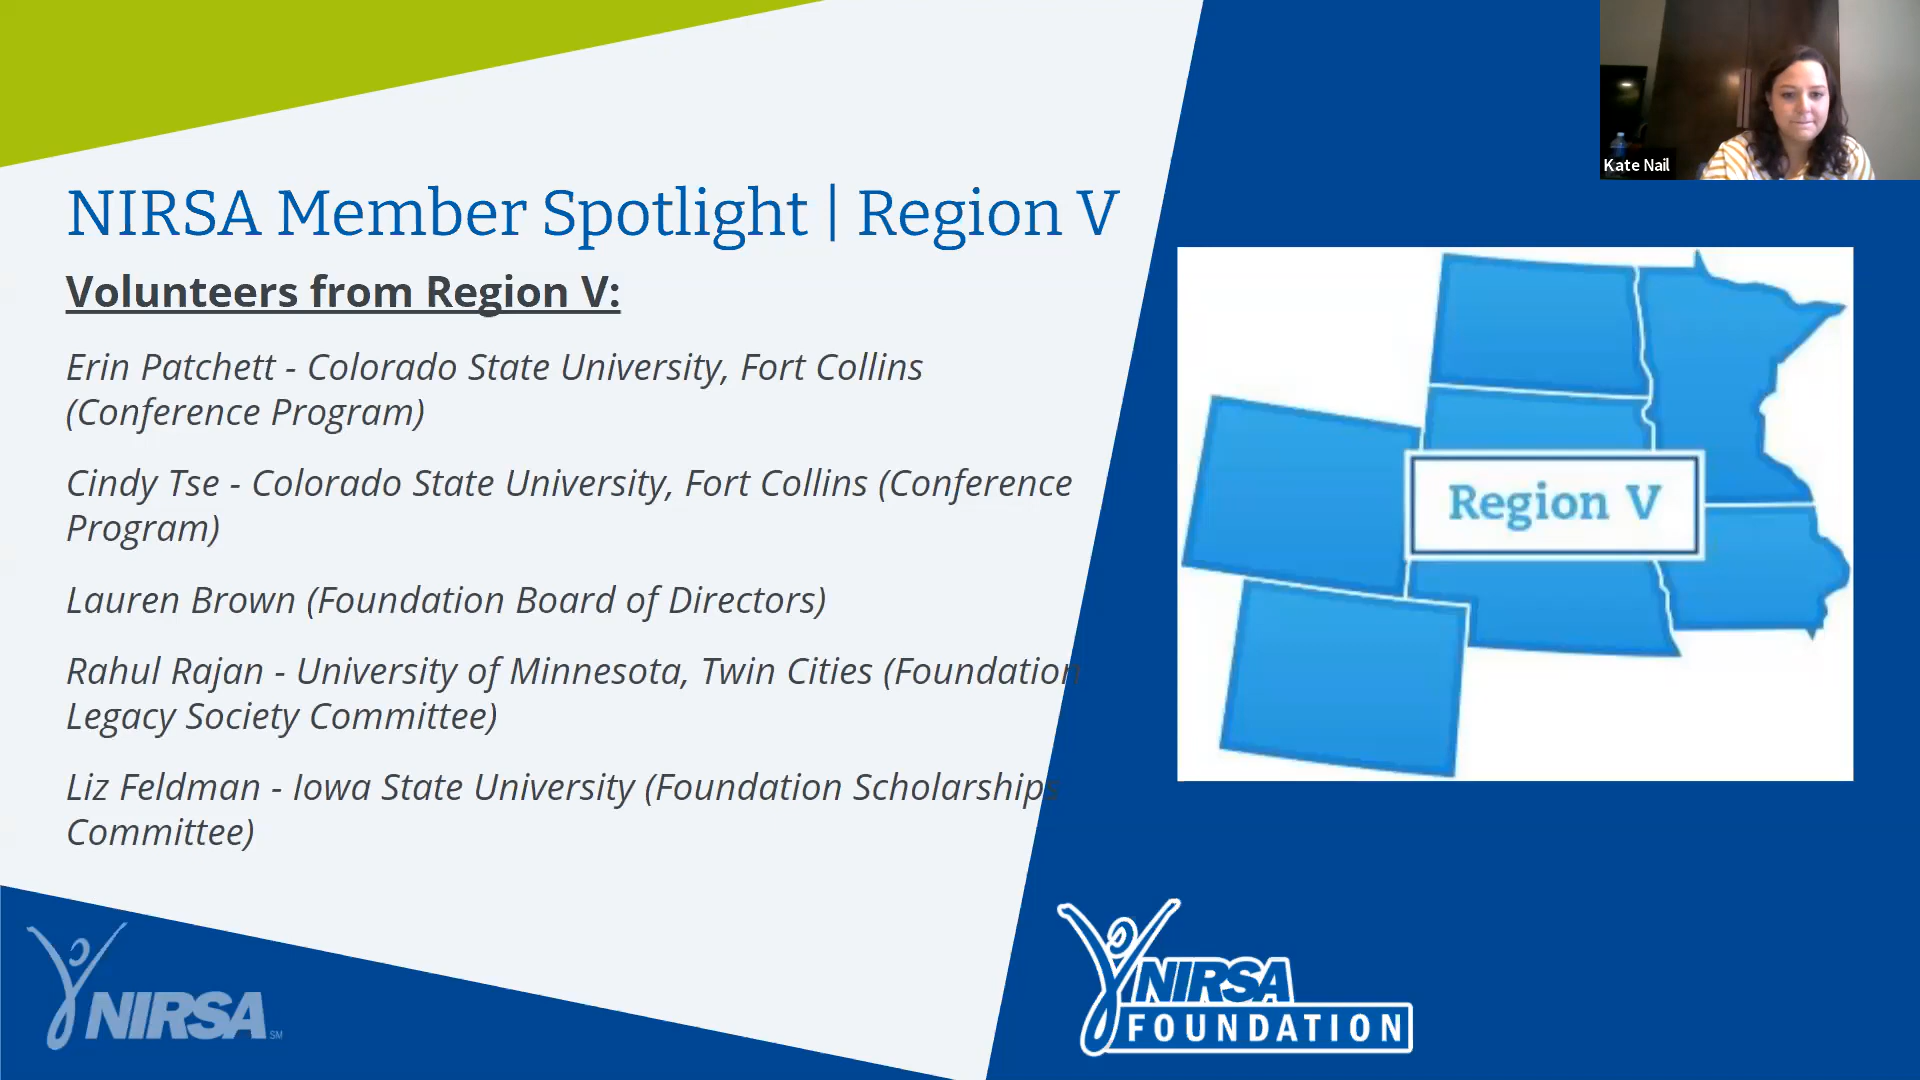 Kate Nail
NIRSA Member Spotlight | Region V
Volunteers from Region V:
Erin Patchett - Colorado State University, Fort Collins
(Conference Program)
Cindy Tse - Colorado State University, Fort Collins (Conference
Program)
Lauren Brown (Foundation Board of Directors)
Rahul Rajan - University of Minnesota, Twin Cities (Foundation
Legacy Society Committee)
Liz Feldman - Iowa State University (Foundation Scholarships
Committee)
Region V
NIRSA SM
NIRSA
FOUNDATION